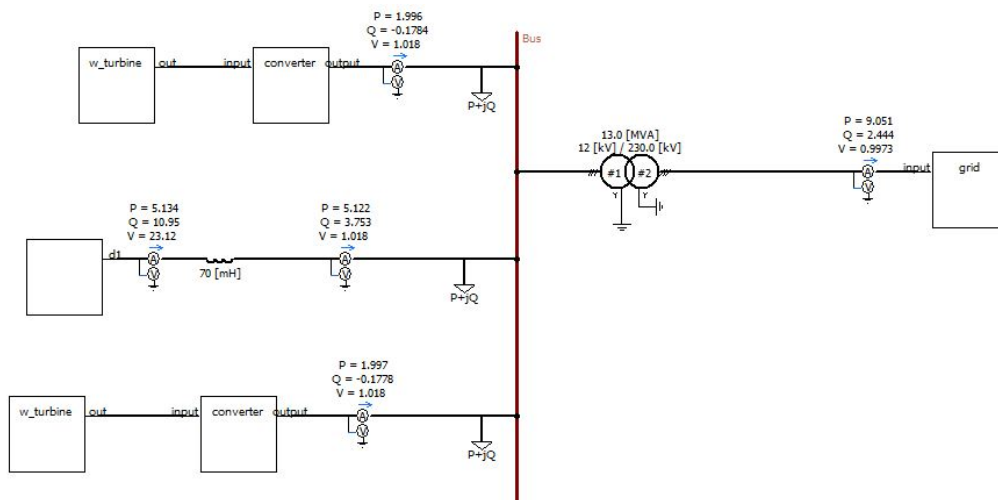 P = 1.996
Q = -0.1784
V = 1.018
w_turbine
out
input
converter
output
A
V
P+jQ
Bus
13.0 [MVA]
12 [kV] / 230.0 [kV]
#1
#2
Y
Y
P = 9.051
Q = 2.444
V = 0.9973
input
A
V
grid
P = 5.134
Q = 10.95
V = 23.12
d1
A
V
70 [mH]
P = 5.122
Q = 3.753
V = 1.018
A
V
P+jQ
P = 1.997
Q = -0.1778
V = 1.018
w_turbine
out
input
converter
output
A
V
P+jQ